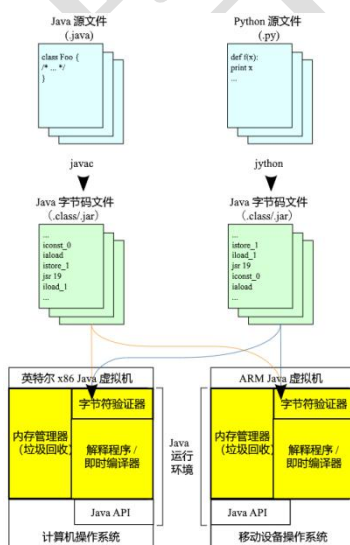 Java 源文件
(.java)
class Foo {
/* ... */
}
Python 源文件
(.py)
def f(x):
print x
...
javac
jython
Java 字节码文件
(.class/.jar)
...
iconst_0
iaload
istore_1
jsr 19
iload_1
...
Java 字节码文件
(.class/.jar)
...
istore_1
iload_1
jsr 19
iconst_0
iaload
...
英特尔 x86 Java 虚拟机
字节符验证器
内存管理器
(垃圾回收)
解释程序 /
即时编译器
Java API
计算机操作系统
Java
运行
环境
ARM Java 虚拟机
字节符验证器
内存管理器
(垃圾回收)
解释程序 /
即时编译器
Java API
移动设备操作系统